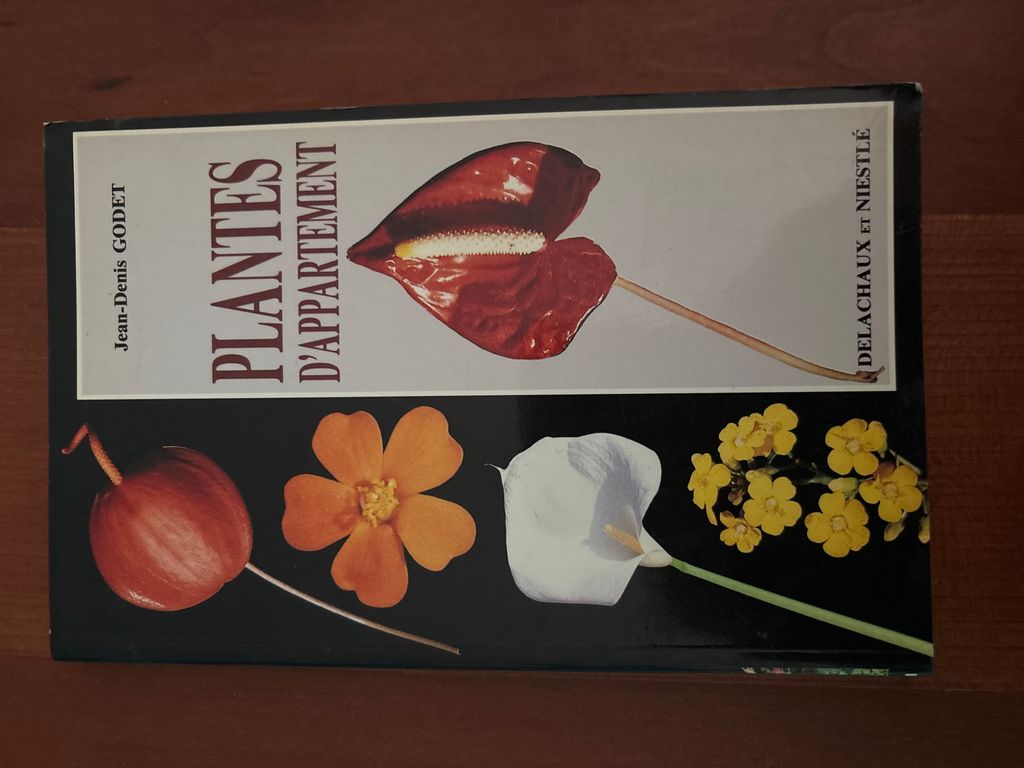 Jean-Denis GODET
PLANTES
D'APPARTEMENT
DELACHAUX ET NIESTLÉ